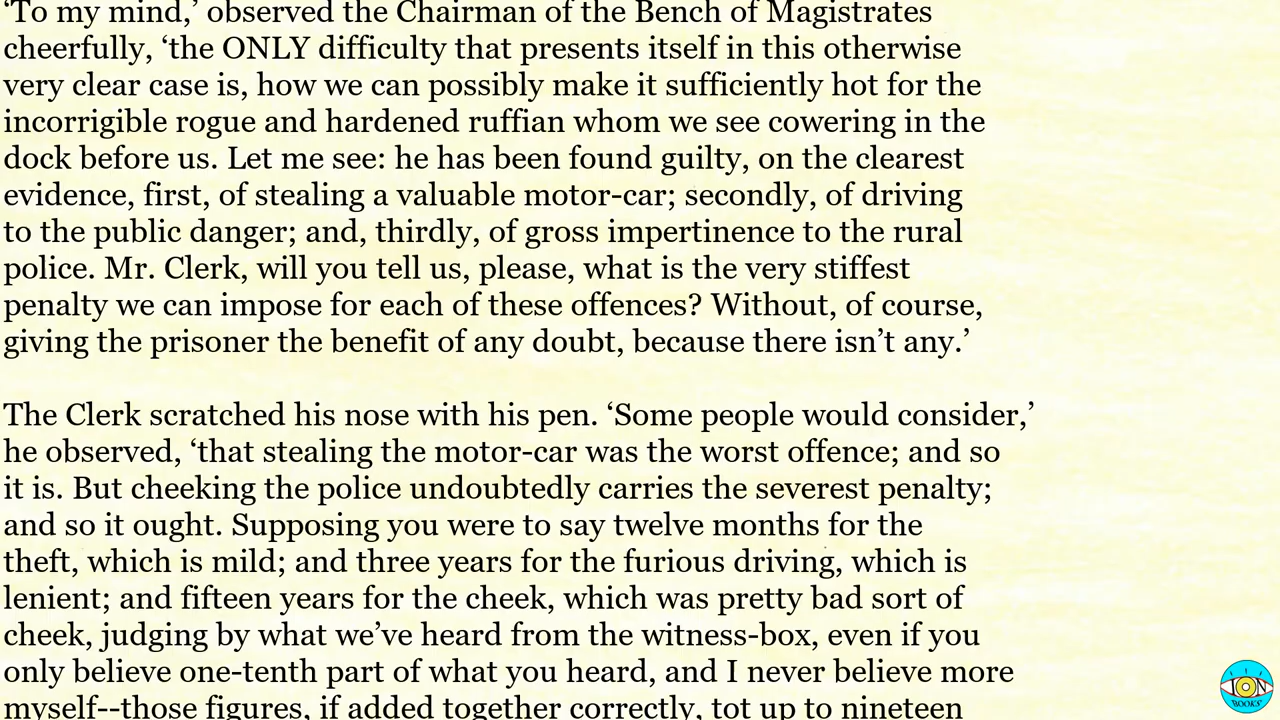 ‘To my mind,’ observed the Chairman of the Bench of Magistrates
cheerfully, ‘the ONLY difficulty that presents itself in this otherwise
very clear case is, how we can possibly make it sufficiently hot for the
incorrigible rogue and hardened ruffian whom we see cowering in the
dock before us. Let me see: he has been found guilty, on the clearest
evidence, first, of stealing a valuable motor-car; secondly, of driving
to the public danger; and, thirdly, of gross impertinence to the rural
police. Mr. Clerk, will you tell us, please, what is the very stiffest
penalty we can impose for each of these offences? Without, of course,
giving the prisoner the benefit of any doubt, because there isn’t any.’
The Clerk scratched his nose with his pen. ‘Some people would consider,’
he observed, ‘that stealing the motor-car was the worst offence; and so
it is. But cheeking the police undoubtedly carries the severest penalty;
and so it ought. Supposing you were to say twelve months for the
theft, which is mild; and three years for the furious driving, which is
lenient; and fifteen years for the cheek, which was pretty bad sort of
cheek, judging by what we’ve heard from the witness-box, even if you
only believe one-tenth part of what you heard, and I never believe more
myself--those figures, if added together correctly, tot up to nineteen
ION
BOOKS